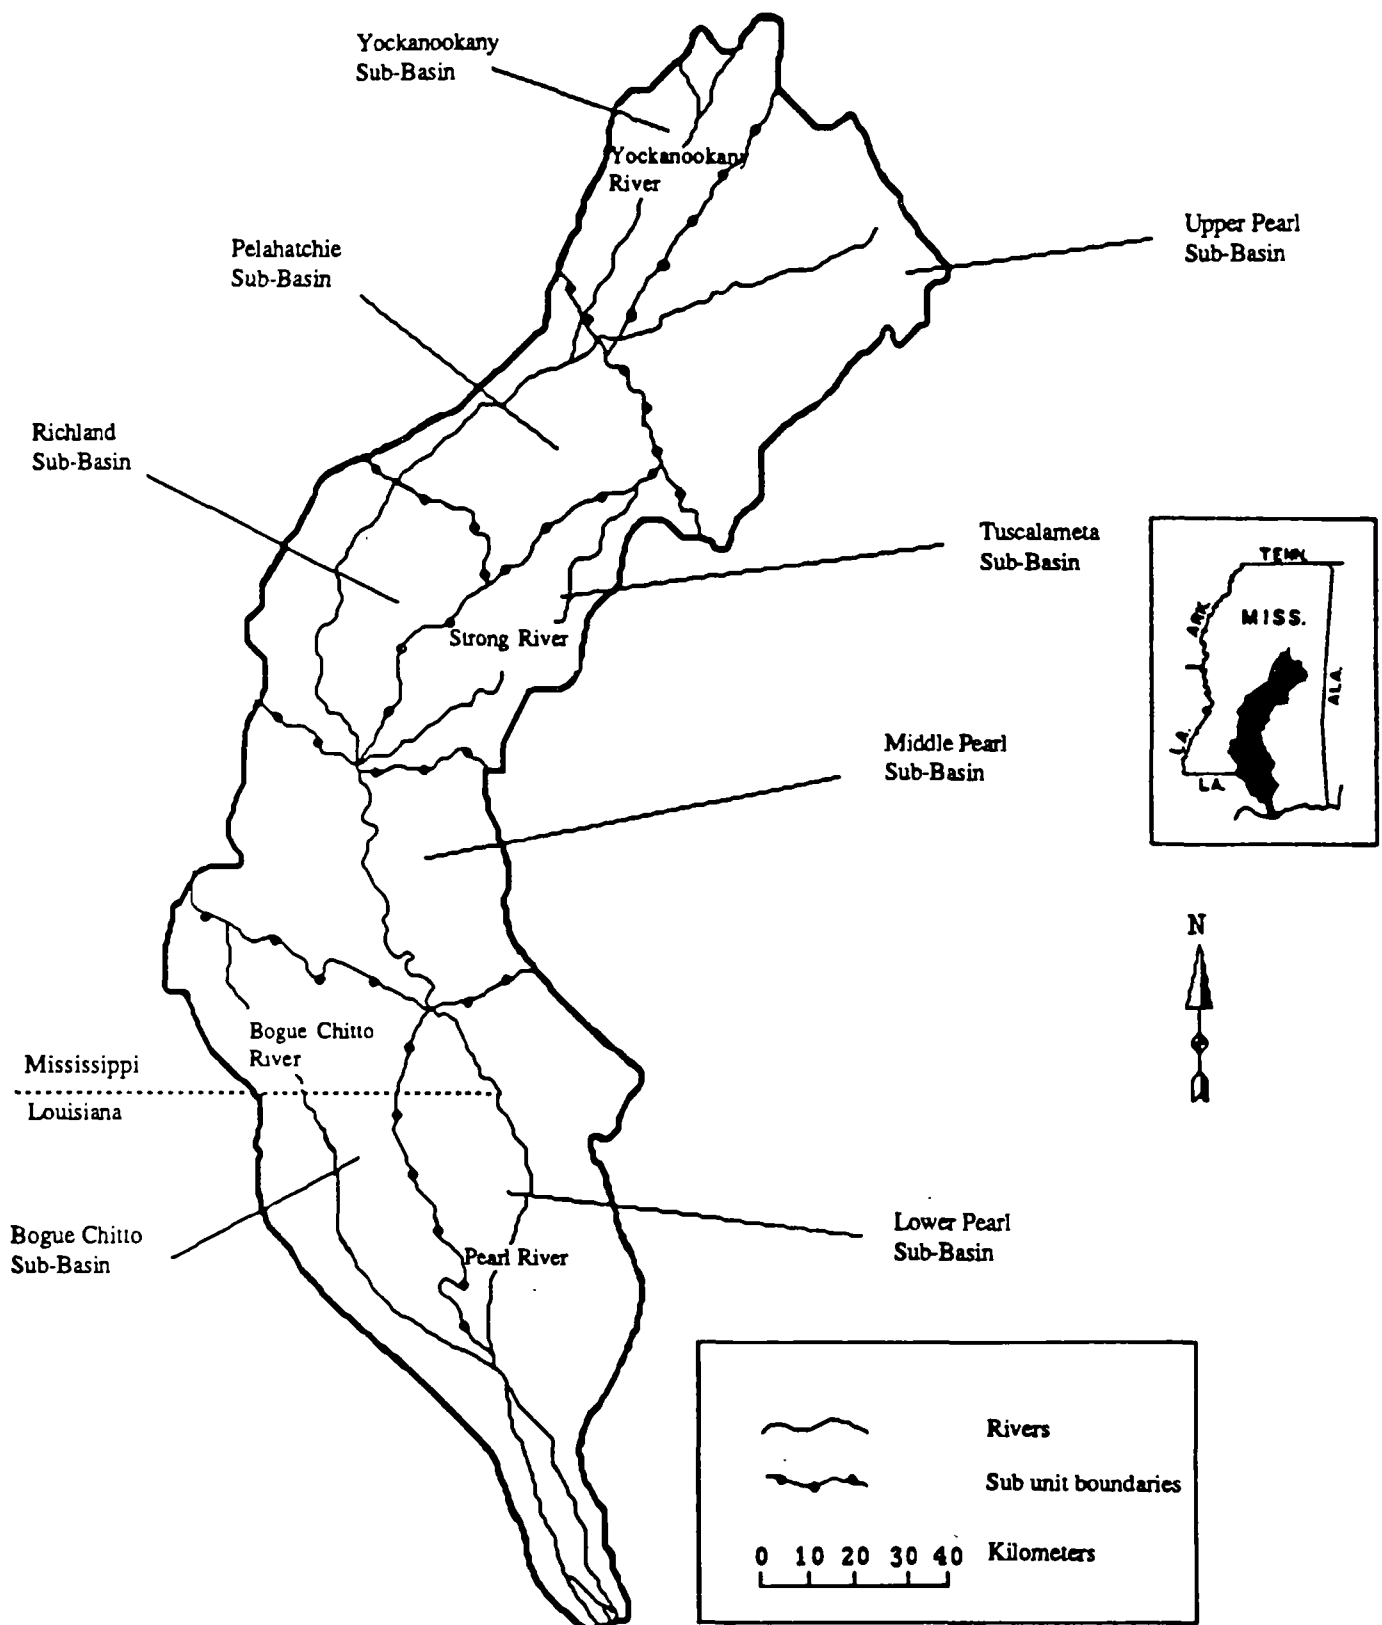 Yockanookany
Sub-Basin
Yockanookany
River
Upper Pearl
Sub-Basin
Pelahatchie
Sub-Basin
Richland
Sub-Basin
Tuscalameta
Sub-Basin
Strong River
TENN.
ARK
MISS.
ALA.
LA.
LA.
Middle Pearl
Sub-Basin
N
Bogue Chitto
River
Mississippi
Louisiana
Bogue Chitto
Sub-Basin
Lower Pearl
Sub-Basin
Pearl River
Rivers
Sub unit boundaries
0 10 20 30 40 Kilometers